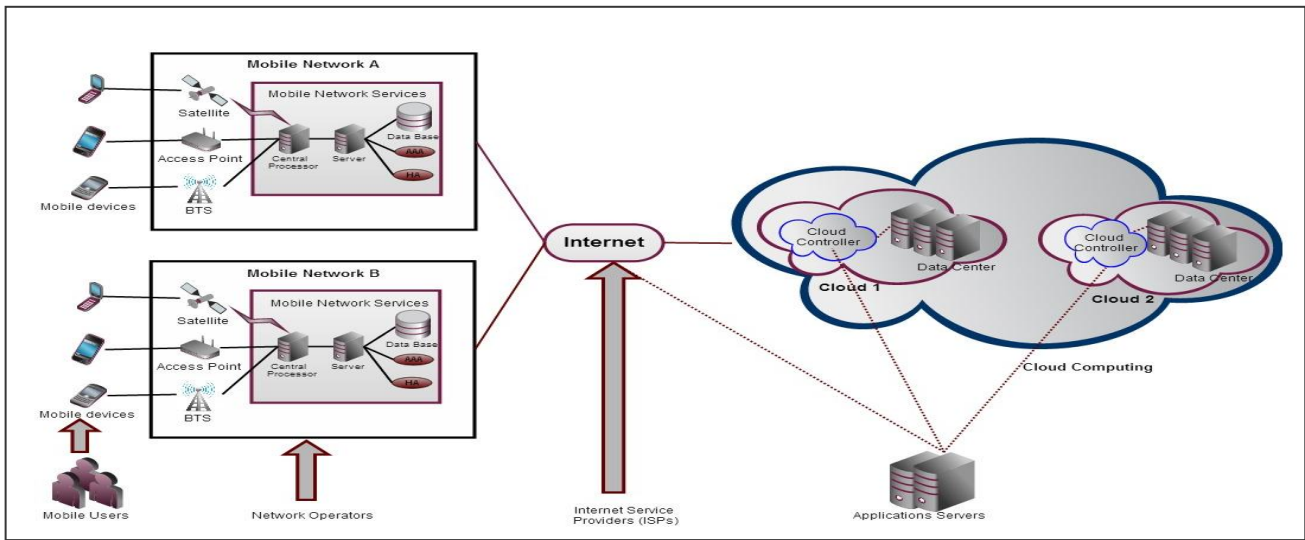 Mobile Network A
Mobile Network Services
Satellite
Data Base
Access Point
Central
Processor
Server
AAA
HA
Mobile devices
BTS
Mobile Network B
Mobile Network Services
Satellite
Data Base
Access Point
Central
Processor
Server
AAA
HA
Mobile devices
BTS
Internet
Cloud
Controller
Data Center
Cloud 1
Cloud
Controller
Data Center
Cloud 2
Cloud Computing
Mobile Users
Network Operators
Internet Service
Providers (ISPs)
Applications Servers